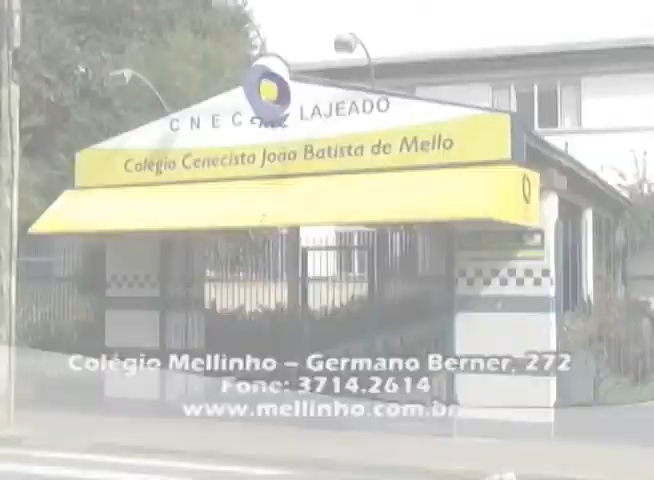 CNEC LAJEADO
Colégio Cenecista João Batista de Mello
Colégio Mellinho – Germano Berner, 272
Fone: 3714.2614
www.mellinho.com.br